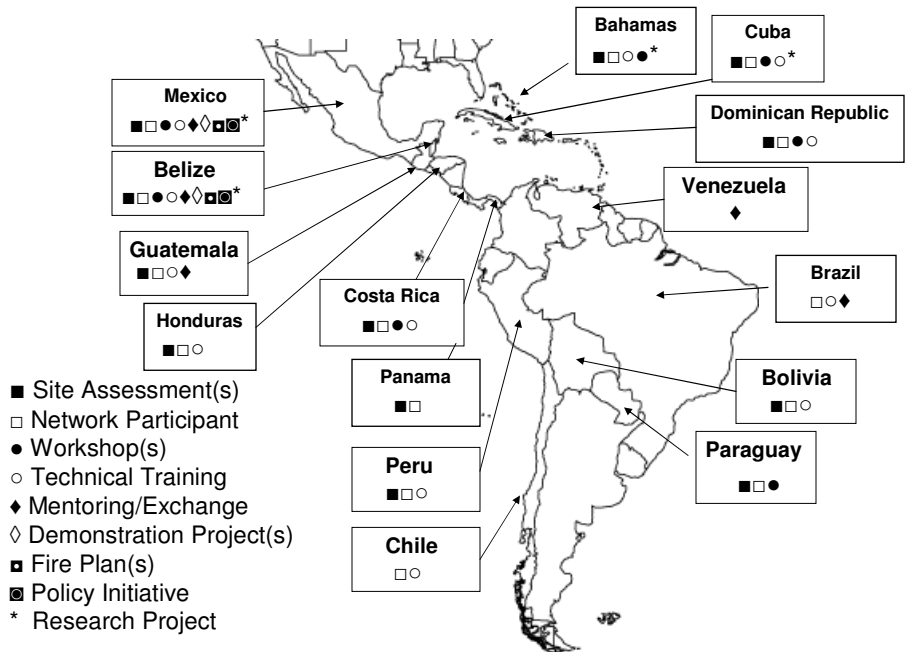 Bahamas
■□○●*
Cuba
■□●○*
Mexico
■□●○♦◊◘◙*
Dominican Republic
■□●○
Belize
■□●○♦◊◘◙*
Venezuela
♦
Guatemala
■□○♦
Brazil
□○♦
Costa Rica
■□●○
Honduras
■□○
Panama
■□
Bolivia
■□○
Paraguay
■□●
Peru
■□○
Chile
□○
■ Site Assessment(s)
□ Network Participant
● Workshop(s)
○ Technical Training
♦ Mentoring/Exchange
◊ Demonstration Project(s)
◘ Fire Plan(s)
◙ Policy Initiative
* Research Project